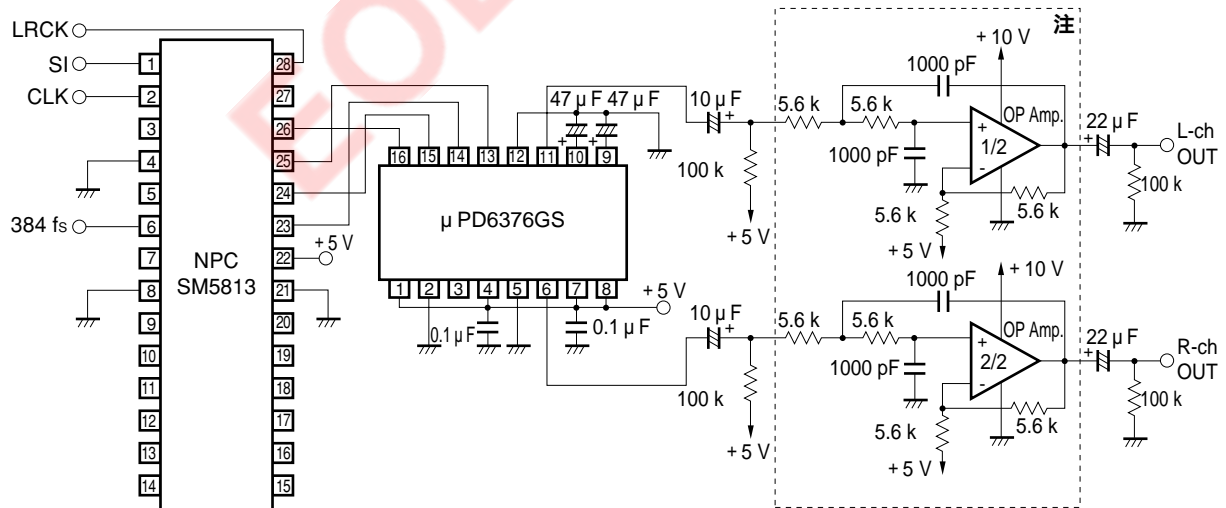 EOL
注
LRCK
SI
CLK
384 fs
NPC
SM5813
1
2
3
4
5
6
7
8
9
10
11
12
13
14
28
27
26
25
24
23
22
21
20
19
18
17
16
15
+ 5 V
47 μ F 47 μ F
+ +
16 15 14 13 12 11 10 9
μ PD6376GS
1 2 3 4 5 6 7 8
0.1 μ F
0.1 μ F
+ 5 V
10 μ F
+
100 k
+ 5 V
5.6 k
5.6 k
1000 pF
1000 pF
+ 10 V
OP Amp.
+
1/2
-
5.6 k
5.6 k
+ 5 V
22 μ F
+
L-ch
OUT
100 k
10 μ F
+
100 k
+ 5 V
5.6 k
5.6 k
1000 pF
1000 pF
+ 10 V
OP Amp.
+
2/2
-
5.6 k
5.6 k
+ 5 V
22 μ F
+
R-ch
OUT
100 k